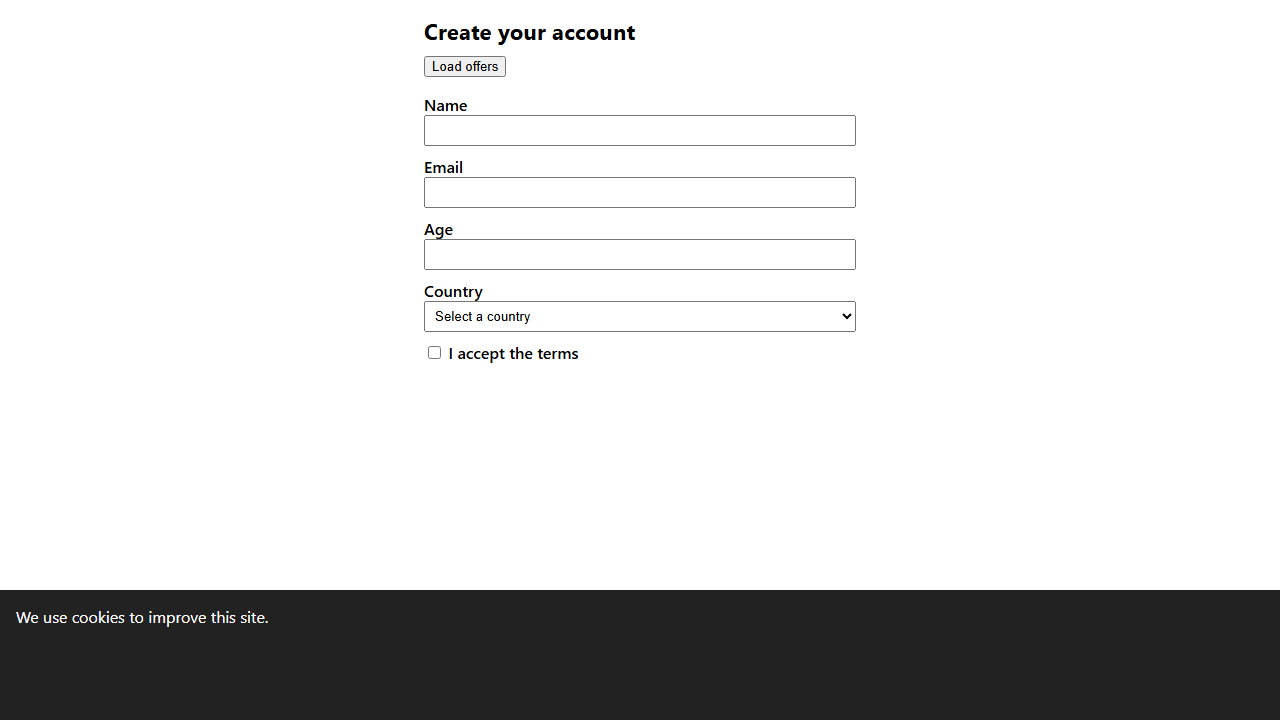 Create your account
Load offers
Name
Email
Age
Country
Select a country
I accept the terms
We use cookies to improve this site.